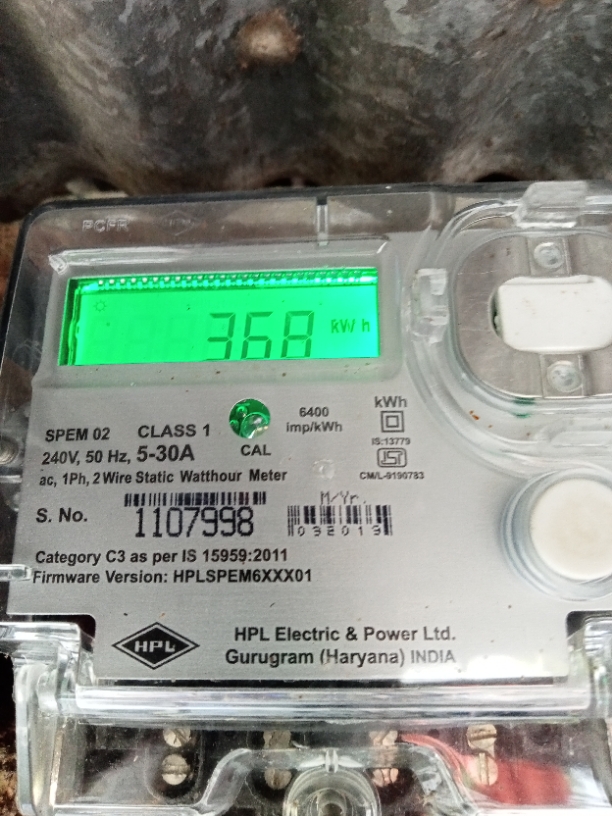 368 kWh
SPEM 02 CLASS 1
240V, 50 Hz, 5-30A
CAL
6400
imp/kWh
kWh
IS:13779
ISI
CM/L-9190783
ac, 1Ph, 2 Wire Static Watthour Meter
S. No. 1107998
M/Yr.
032019
Category C3 as per IS 15959:2011
Firmware Version: HPLSPEM6XXX01
HPL
HPL Electric & Power Ltd.
Gurugram (Haryana) INDIA